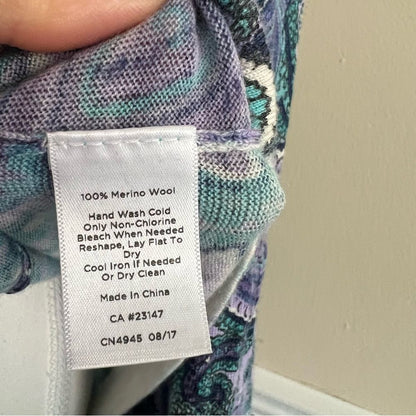 100% Merino Wool
Hand Wash Cold
Only Non-Chlorine
Bleach When Needed
Reshape, Lay Flat To
Dry
Cool Iron If Needed
Or Dry Clean
Made In China
CA #23147
CN4945 08/17